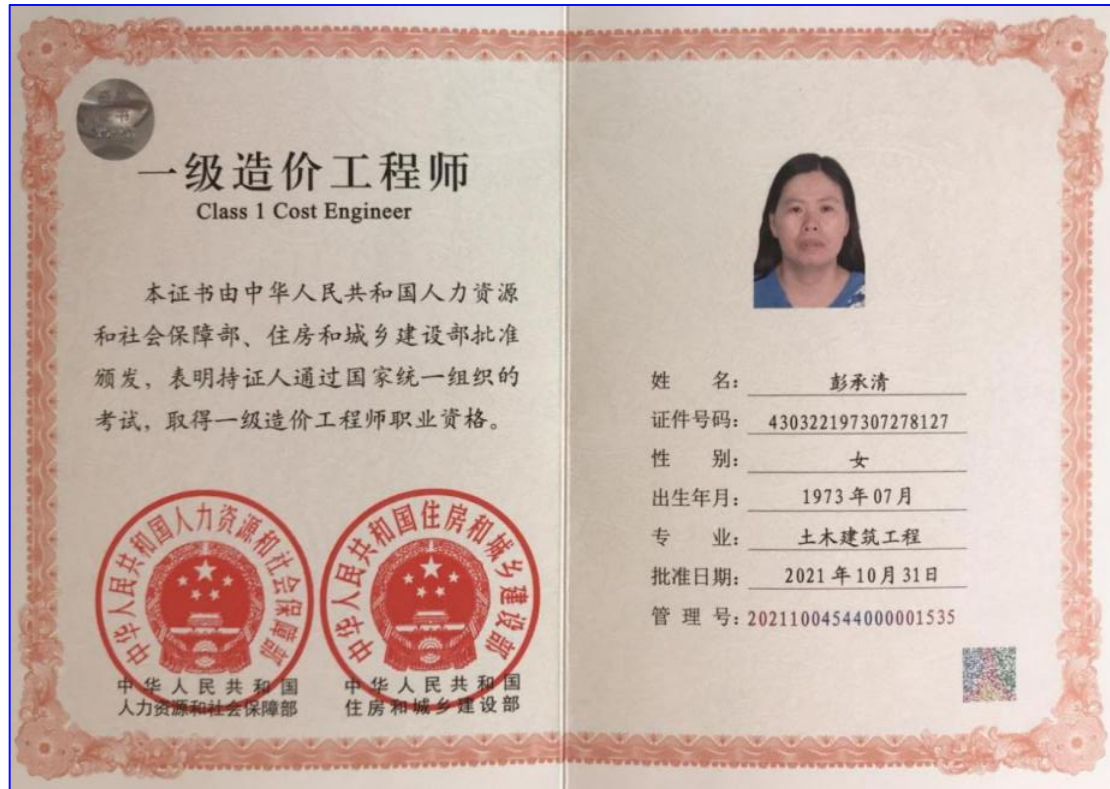 一级造价工程师
Class 1 Cost Engineer
本证书由中华人民共和国人力资源
和社会保障部、住房和城乡建设部批准
颁发，表明持证人通过国家统一组织的
考试，取得一级造价工程师职业资格。
中华人民共和国人力资源和社会保障部
中华人民共和国
人力资源和社会保障部
中华人民共和国住房和城乡建设部
中华人民共和国
住房和城乡建设部
姓 名： 彭承清
证件号码： 430322197307278127
性 别： 女
出生年月： 1973年07月
专 业： 土木建筑工程
批准日期： 2021年10月31日
管 理 号： 20211004544000001535